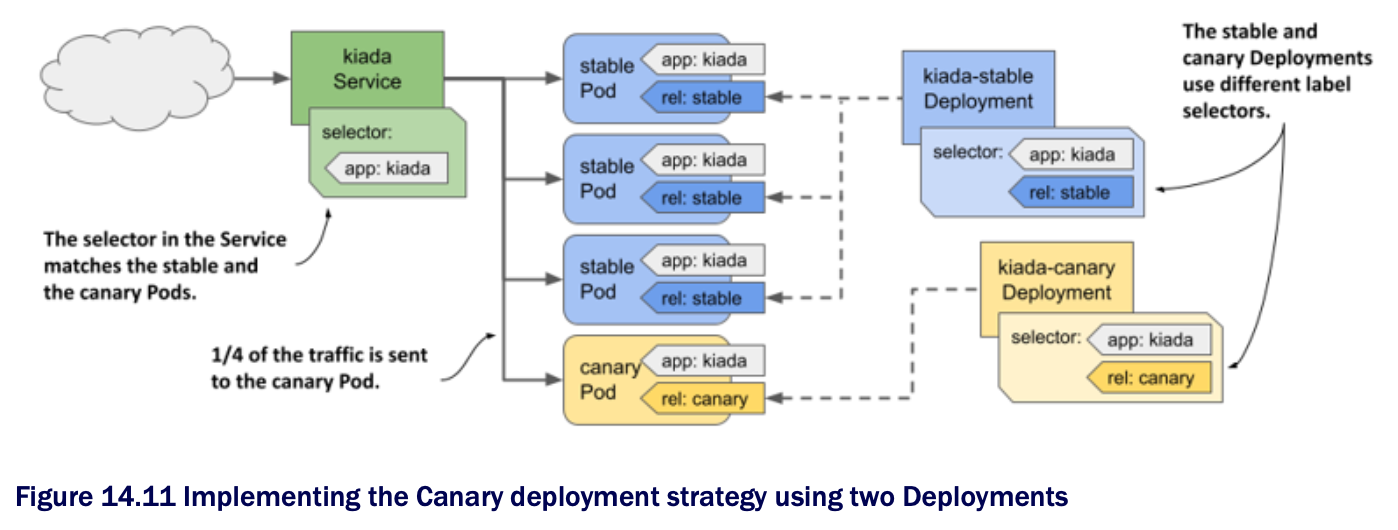 kiada
Service
selector:
app: kiada
The selector in the Service
matches the stable and
the canary Pods.
1/4 of the traffic is sent
to the canary Pod.
stable
Pod
app: kiada
rel: stable
stable
Pod
app: kiada
rel: stable
stable
Pod
app: kiada
rel: stable
canary
Pod
app: kiada
rel: canary
kiada-stable
Deployment
selector:
app: kiada
rel: stable
kiada-canary
Deployment
selector:
app: kiada
rel: canary
The stable and
canary Deployments
use different label
selectors.
Figure 14.11 Implementing the Canary deployment strategy using two Deployments